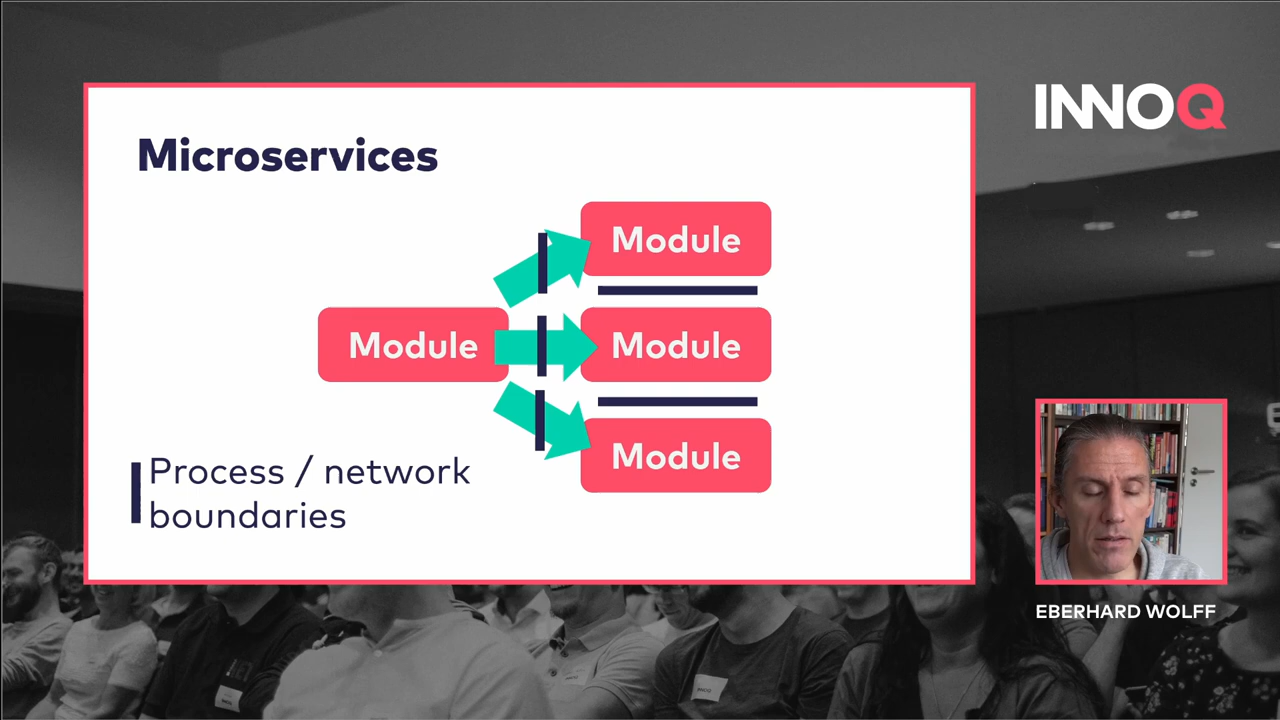 INNOQ
Microservices
Module
Module
Module
Module
Process / network
boundaries
EBERHARD WOLFF